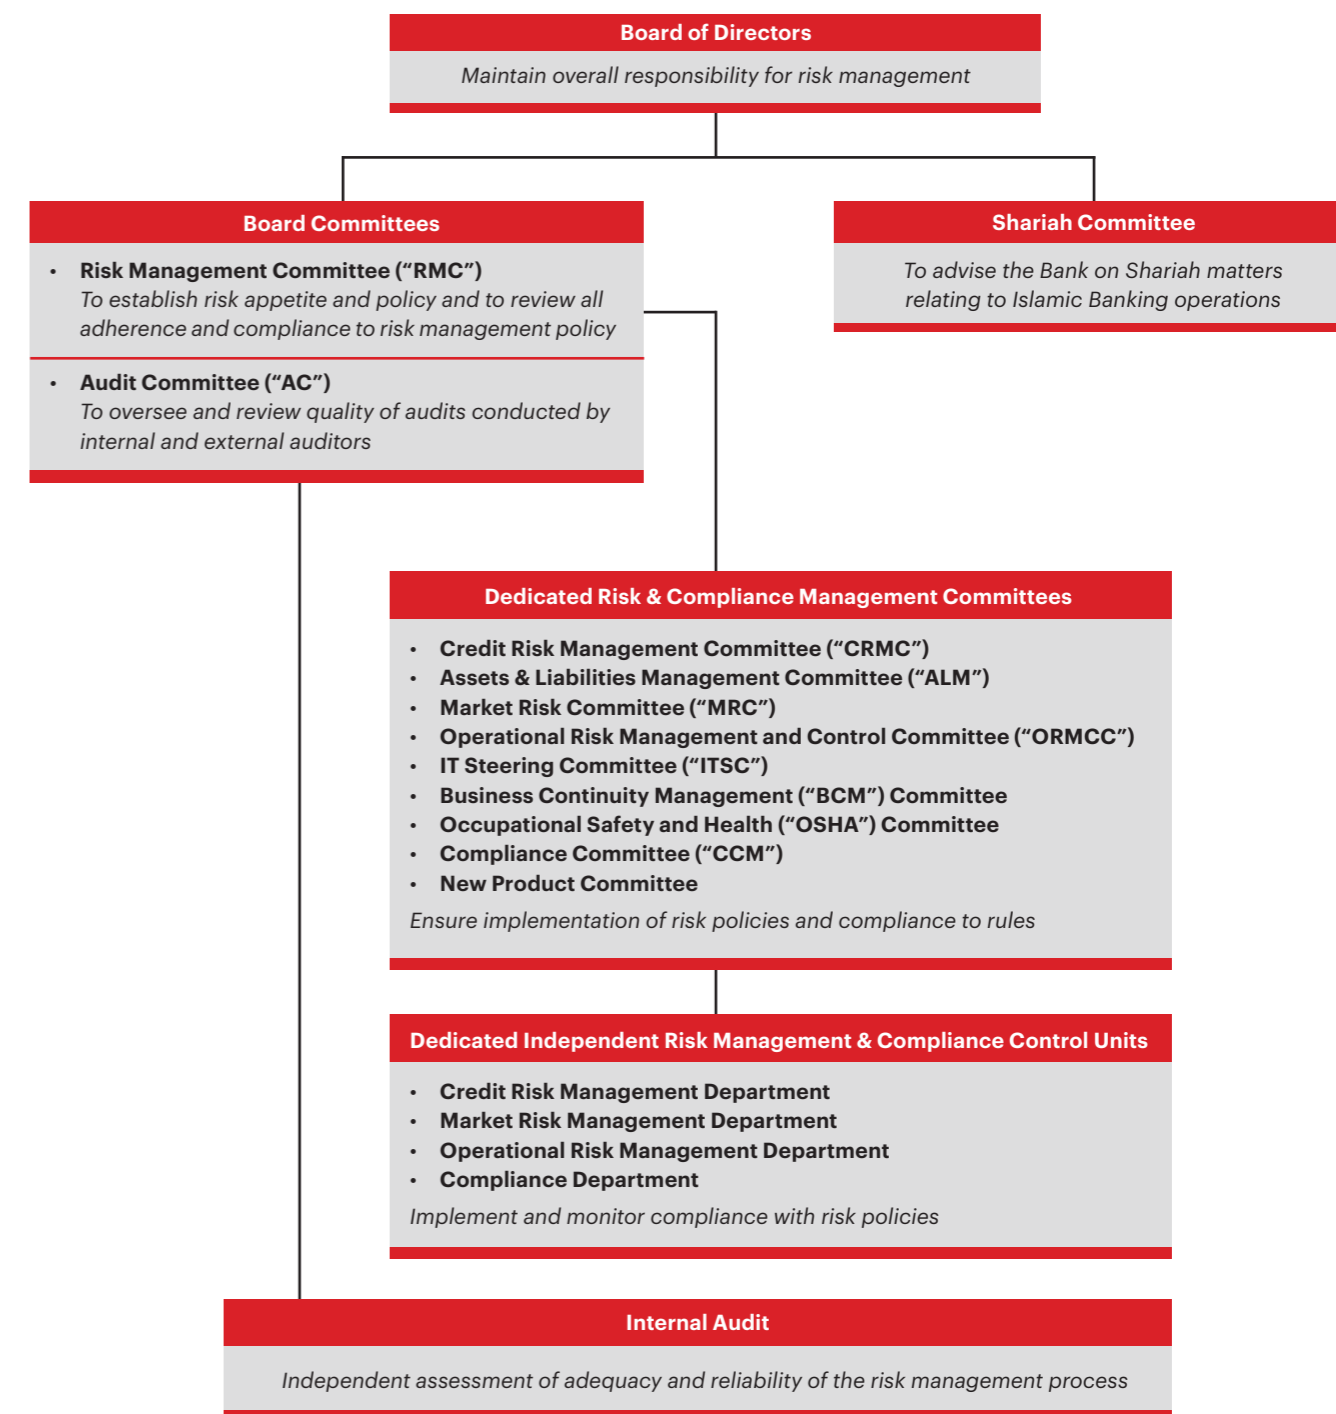 Board of Directors
Maintain overall responsibility for risk management
Board Committees
• Risk Management Committee (“RMC”)
To establish risk appetite and policy and to review all
adherence and compliance to risk management policy
• Audit Committee (“AC”)
To oversee and review quality of audits conducted by
internal and external auditors
Shariah Committee
To advise the Bank on Shariah matters
relating to Islamic Banking operations
Dedicated Risk & Compliance Management Committees
• Credit Risk Management Committee (“CRMC”)
• Assets & Liabilities Management Committee (“ALM”)
• Market Risk Committee (“MRC”)
• Operational Risk Management and Control Committee (“ORMCC”)
• IT Steering Committee (“ITSC”)
• Business Continuity Management (“BCM”) Committee
• Occupational Safety and Health (“OSHA”) Committee
• Compliance Committee (“CCM”)
• New Product Committee
Ensure implementation of risk policies and compliance to rules
Dedicated Independent Risk Management & Compliance Control Units
• Credit Risk Management Department
• Market Risk Management Department
• Operational Risk Management Department
• Compliance Department
Implement and monitor compliance with risk policies
Internal Audit
Independent assessment of adequacy and reliability of the risk management process